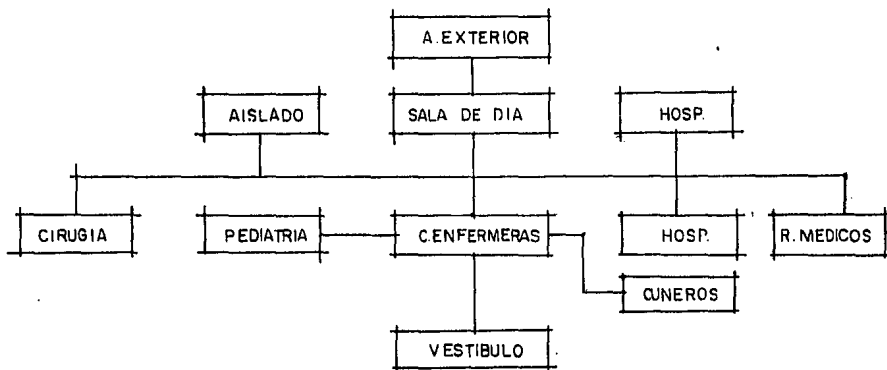 A. EXTERIOR
AISLADO
SALA DE DIA
HOSP.
CIRUGIA
PEDIATRIA
C.ENFERMERAS
HOSP.
R. MEDICOS
CUNEROS
VESTIBULO